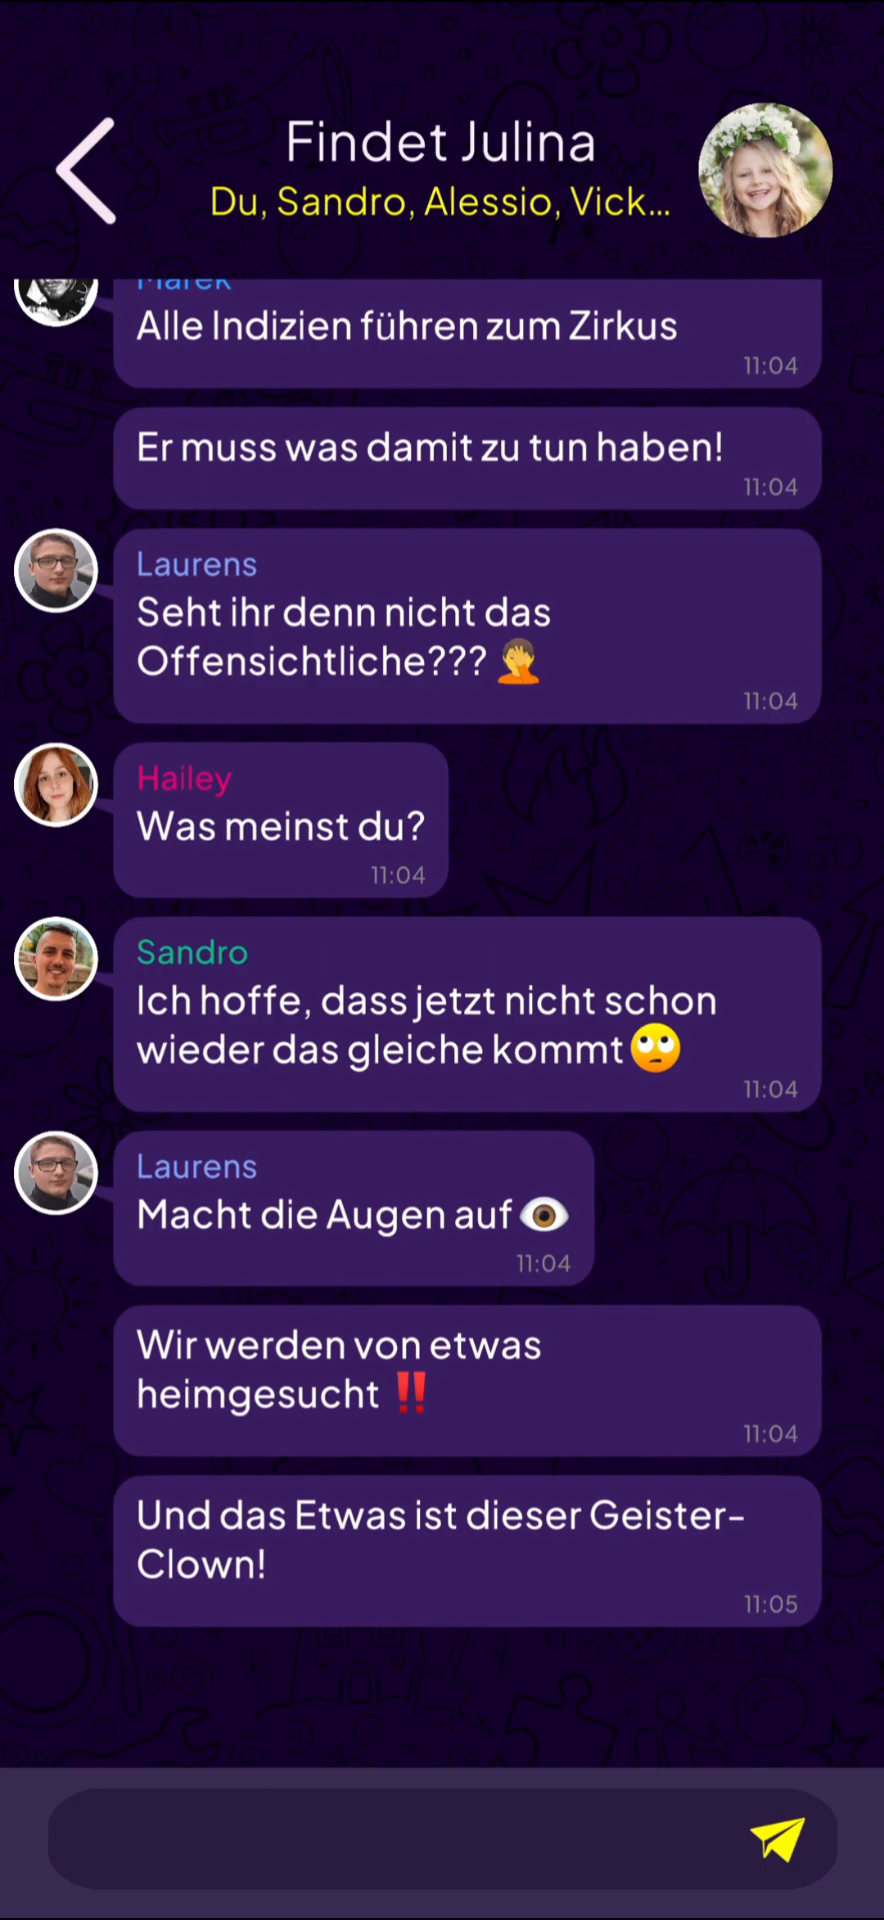 Findet Julina
Du, Sandro, Alessio, Vick...
Marek
Alle Indizien führen zum Zirkus
11:04
Er muss was damit zu tun haben!
11:04
Laurens
Seht ihr denn nicht das
Offensichtliche??? 🤦
11:04
Hailey
Was meinst du?
11:04
Sandro
Ich hoffe, dass jetzt nicht schon
wieder das gleiche kommt🙄
11:04
Laurens
Macht die Augen auf👁️
11:04
Wir werden von etwas
heimgesucht ‼️
11:04
Und das Etwas ist dieser Geister-
Clown!
11:05